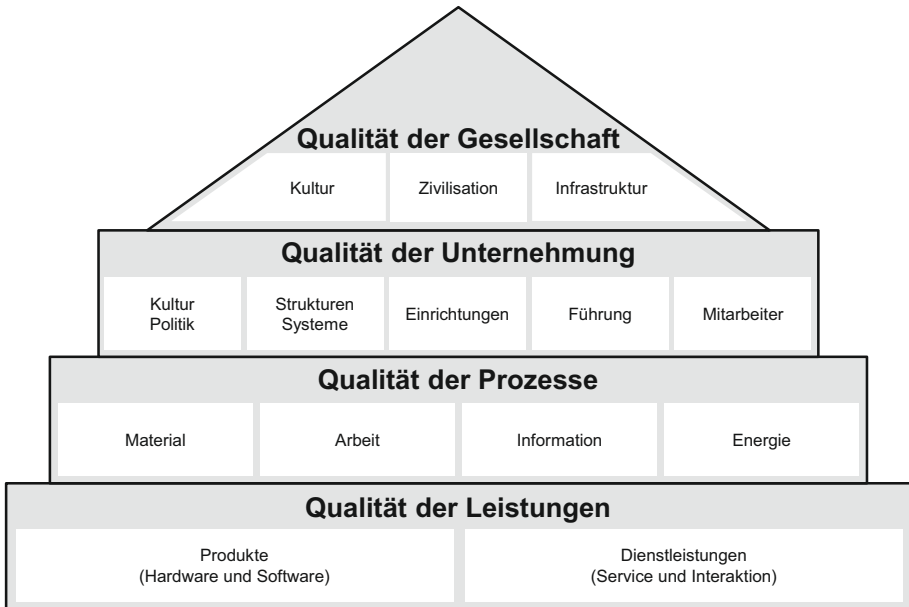 Qualität der Gesellschaft
Kultur
Zivilisation
Infrastruktur
Qualität der Unternehmung
Kultur
Politik
Strukturen
Systeme
Einrichtungen
Führung
Mitarbeiter
Qualität der Prozesse
Material
Arbeit
Information
Energie
Qualität der Leistungen
Produkte
(Hardware und Software)
Dienstleistungen
(Service und Interaktion)